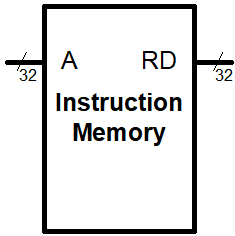 A RD
32 32
Instruction
Memory